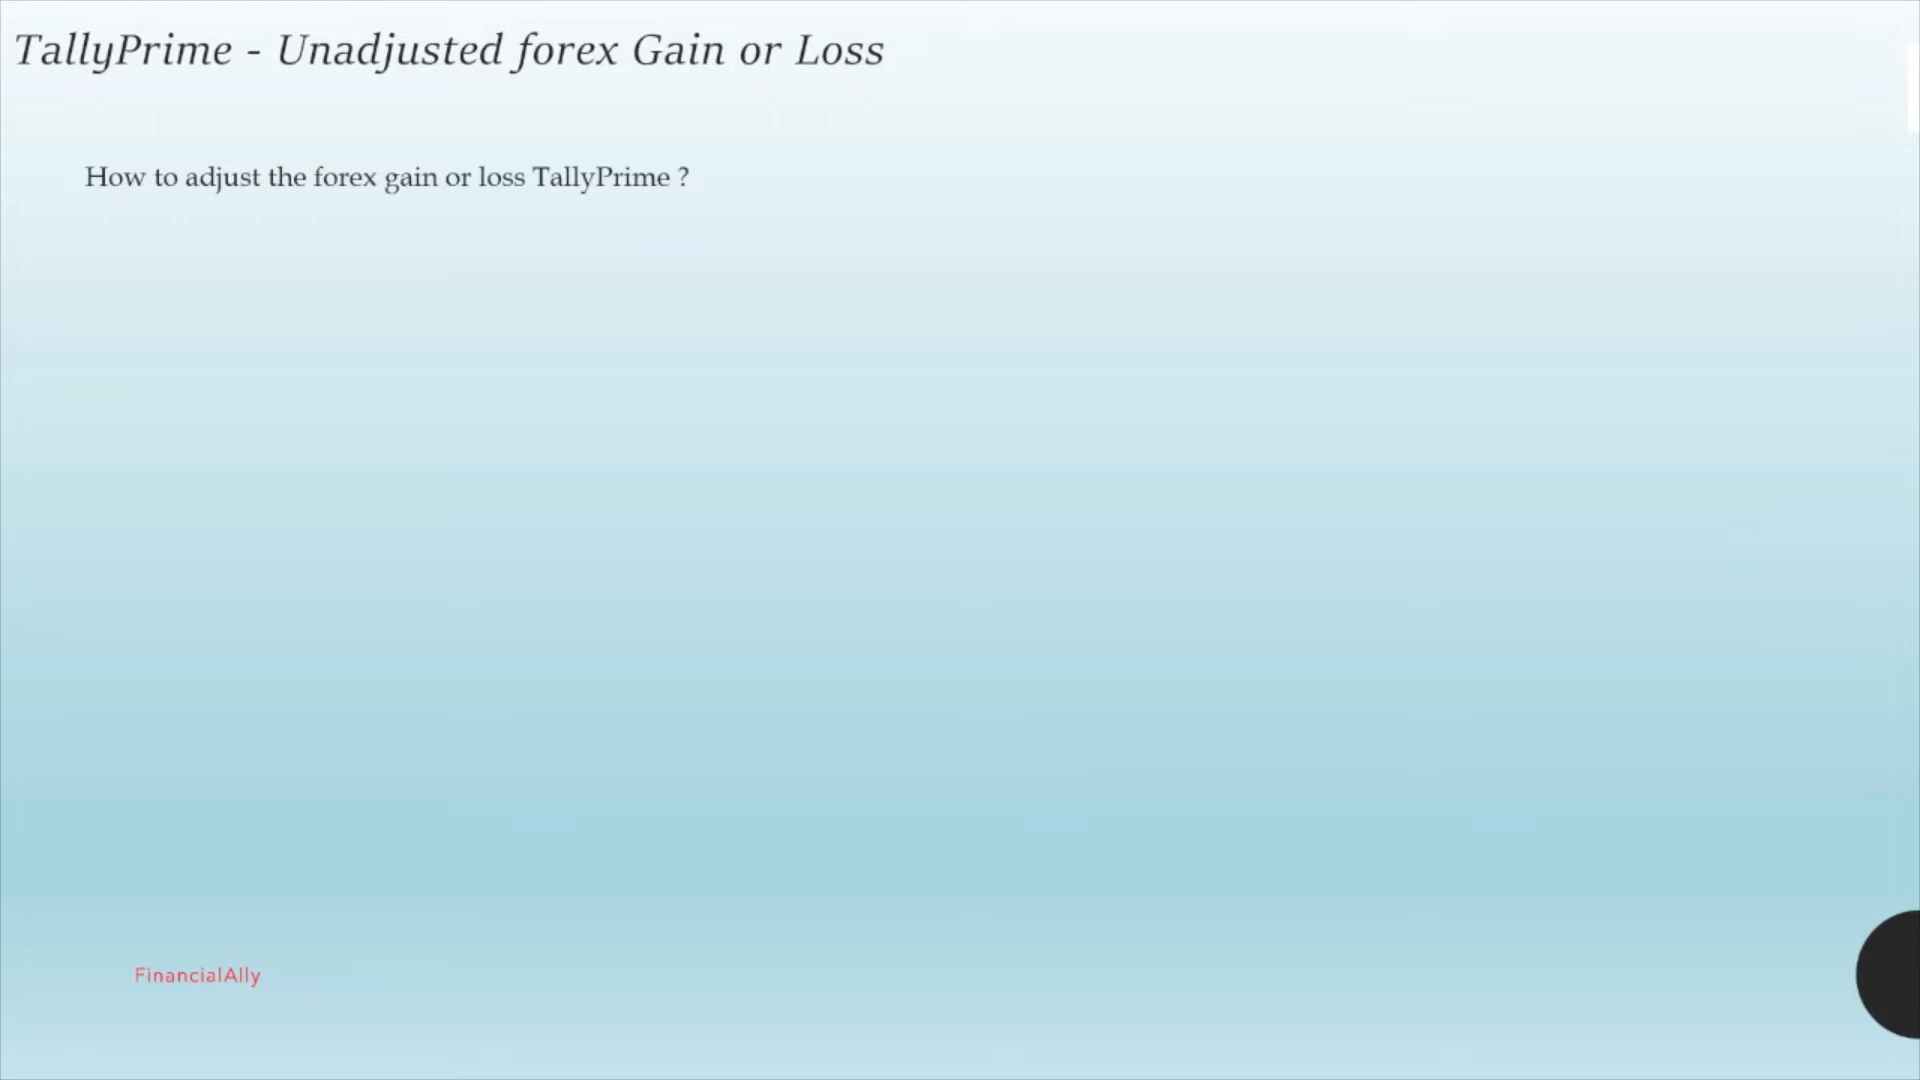 TallyPrime - Unadjusted forex Gain or Loss
How to adjust the forex gain or loss TallyPrime ?
FinancialAlly